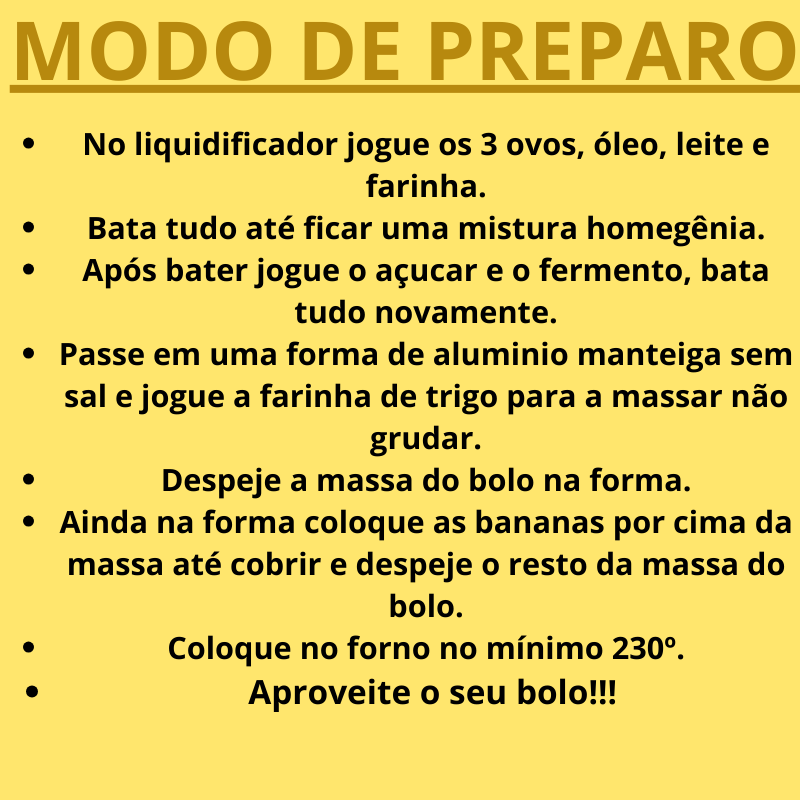 MODO DE PREPARO
• No liquidificador jogue os 3 ovos, óleo, leite e
farinha.
• Bata tudo até ficar uma mistura homegênia.
• Após bater jogue o açucar e o fermento, bata
tudo novamente.
• Passe em uma forma de aluminio manteiga sem
sal e jogue a farinha de trigo para a massar não
grudar.
• Despeje a massa do bolo na forma.
• Ainda na forma coloque as bananas por cima da
massa até cobrir e despeje o resto da massa do
bolo.
• Coloque no forno no mínimo 230º.
• Aproveite o seu bolo!!!